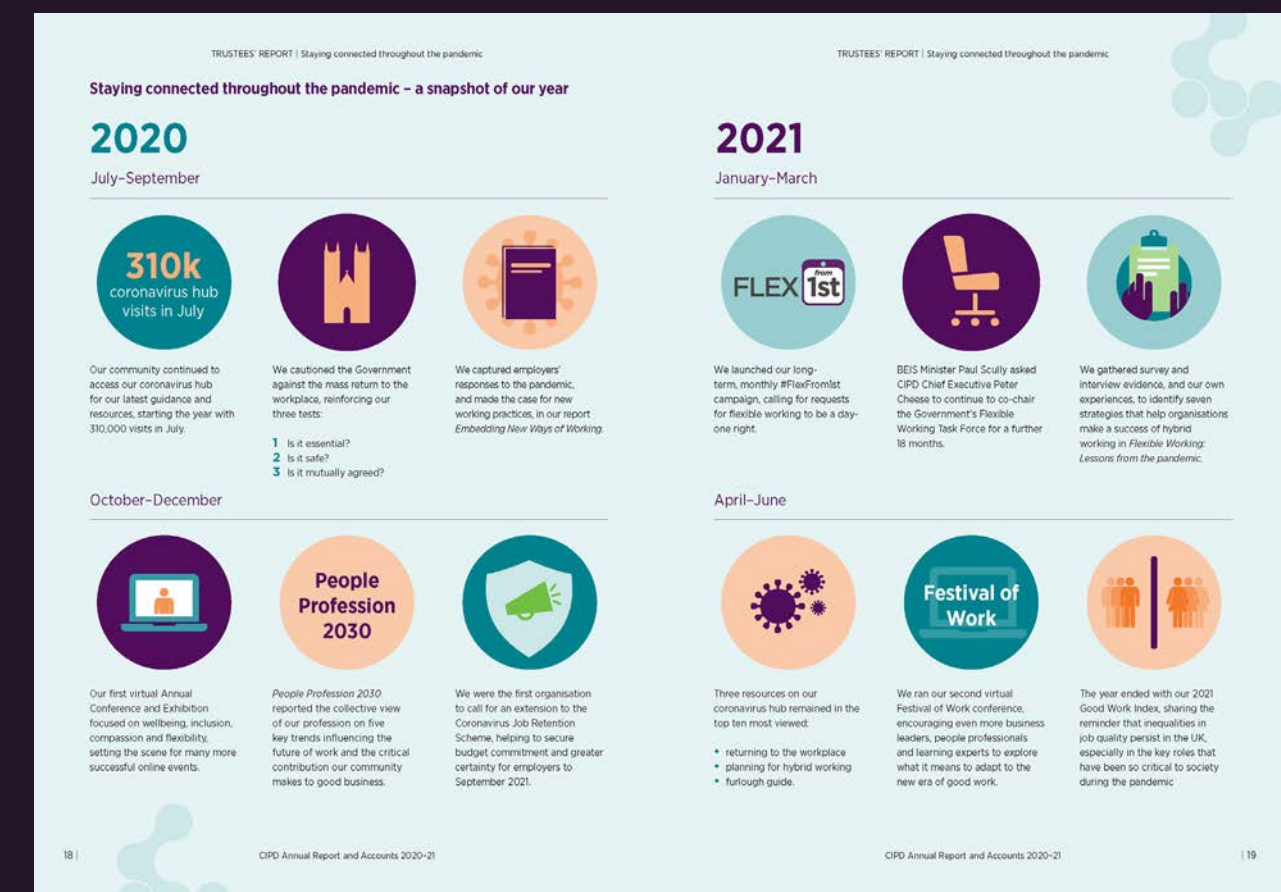 TRUSTEES' REPORT | Staying connected throughout the pandemic
Staying connected throughout the pandemic – a snapshot of our year
2020
July–September
310k
coronavirus hub
visits in July
Our community continued to
access our coronavirus hub
for our latest guidance and
resources, starting the year with
310,000 visits in July.
We cautioned the Government
against the mass return to the
workplace, reinforcing our
three tests:
1 Is it essential?
2 Is it safe?
3 Is it mutually agreed?
We captured employers'
responses to the pandemic,
and made the case for new
working practices, in our report
Embedding New Ways of Working.
October–December
Our first virtual Annual
Conference and Exhibition
focused on wellbeing, inclusion,
compassion and flexibility,
setting the scene for many more
successful online events.
People
Profession
2030
People Profession 2030
reported the collective view
of our profession on five
key trends influencing the
future of work and the critical
contribution our community
makes to good business.
We were the first organisation
to call for an extension to the
Coronavirus Job Retention
Scheme, helping to secure
budget commitment and greater
certainty for employers to
September 2021.
18 |
CIPD Annual Report and Accounts 2020–21
TRUSTEES' REPORT | Staying connected throughout the pandemic
2021
January–March
FLEX from 1st
We launched our long-
term, monthly #FlexFrom1st
campaign, calling for requests
for flexible working to be a day-
one right.
BEIS Minister Paul Scully asked
CIPD Chief Executive Peter
Cheese to continue to co-chair
the Government's Flexible
Working Task Force for a further
18 months.
We gathered survey and
interview evidence, and our own
experiences, to identify seven
strategies that help organisations
make a success of hybrid
working in Flexible Working:
Lessons from the pandemic.
April–June
Three resources on our
coronavirus hub remained in the
top ten most viewed:
• returning to the workplace
• planning for hybrid working
• furlough guide.
Festival of
Work
We ran our second virtual
Festival of Work conference,
encouraging even more business
leaders, people professionals
and learning experts to explore
what it means to adapt to the
new era of good work.
The year ended with our 2021
Good Work Index, sharing the
reminder that inequalities in
job quality persist in the UK,
especially in the key roles that
have been so critical to society
during the pandemic
CIPD Annual Report and Accounts 2020–21
| 19